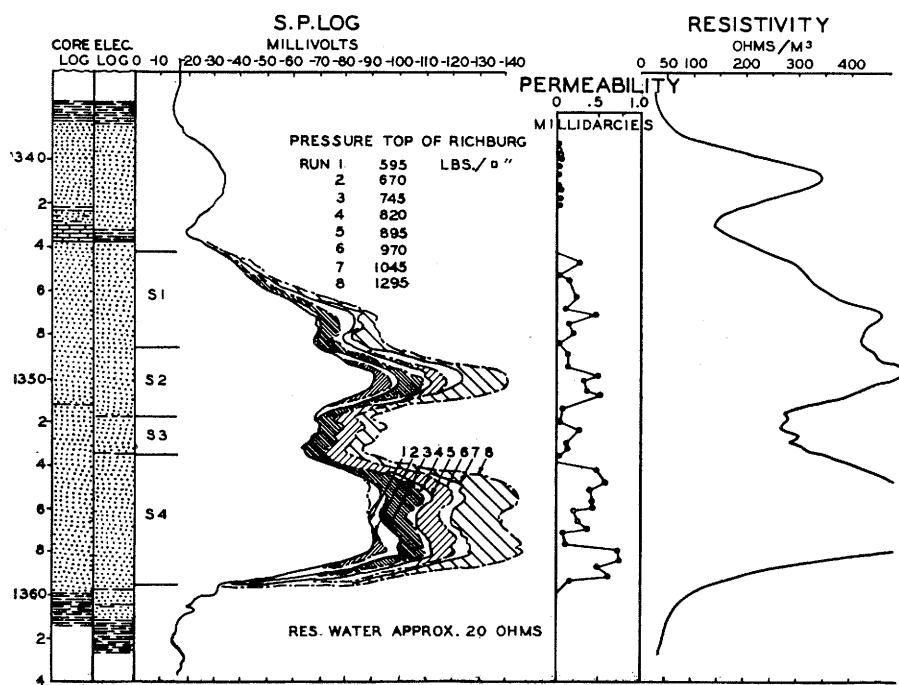 S.P. LOG
RESISTIVITY
CORE ELEC. MILLIVOLTS OHMS/M³
LOG LOG 0 -10 -20 -30 -40 -50 -60 -70 -80 -90 -100 -110 -120 -130 -140 0 50 100 200 300 400
PERMEABILITY
0 .5 1.0
MILLIDARCIES
PRESSURE TOP OF RICHBURG
RUN 1 595 LBS./□"
2 670
3 745
4 820
5 895
6 970
7 1045
8 1295
1340
2
4
6
8
1350
2
4
6
8
1360
2
4
S1
S2
S3
S4
1 2 3 4 5 6 7 8
RES. WATER APPROX. 20 OHMS